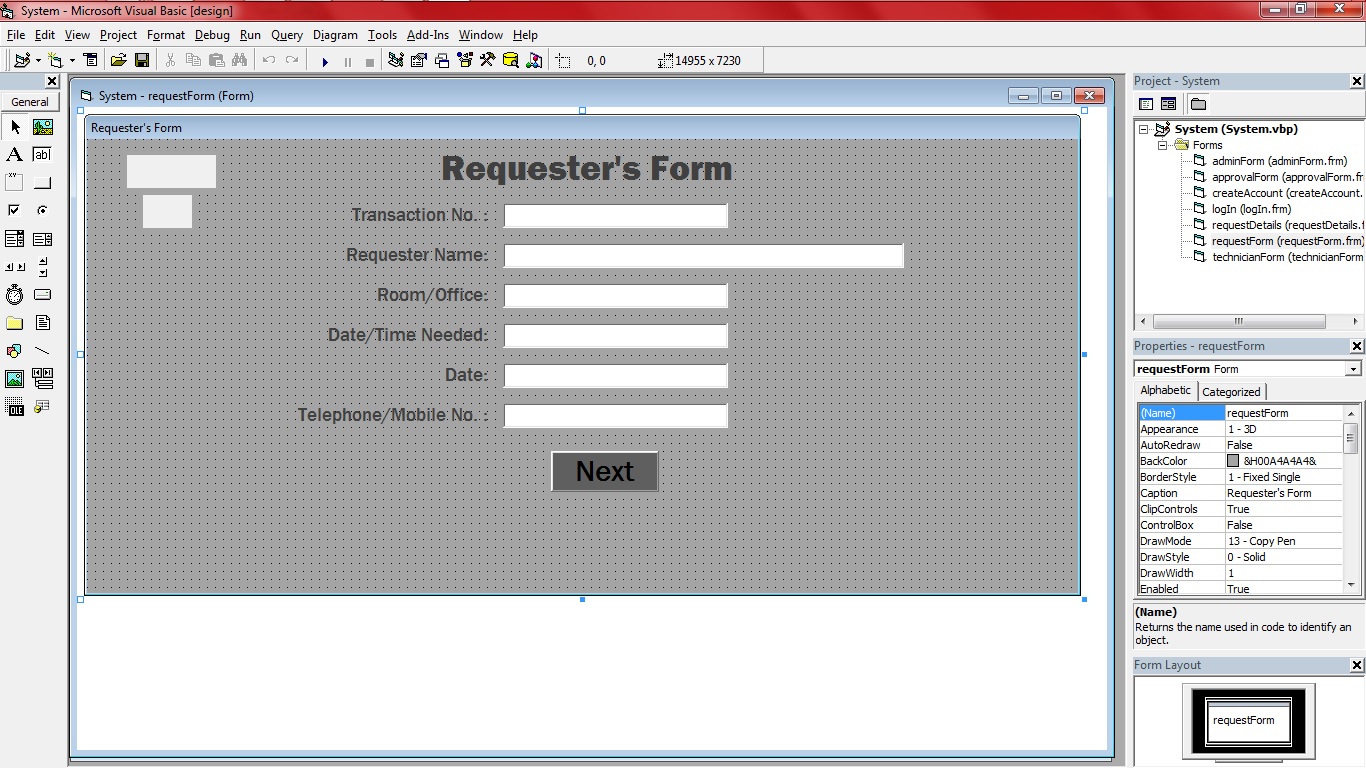 System - Microsoft Visual Basic [design]
File Edit View Project Format Debug Run Query Diagram Tools Add-Ins Window Help
0, 0 14955 x 7230
General
A ab|
xy
OLE
System - requestForm (Form)
Requester's Form
Requester's Form
Transaction No. :
Requester Name:
Room/Office:
Date/Time Needed:
Date:
Telephone/Mobile No. :
Next
Project - System
System (System.vbp)
Forms
adminForm (adminForm.frm)
approvalForm (approvalForm.fr
createAccount (createAccount.
logIn (logIn.frm)
requestDetails (requestDetails.f
requestForm (requestForm.frm)
technicianForm (technicianForm
Properties - requestForm
requestForm Form
Alphabetic Categorized
(Name) requestForm
Appearance 1 - 3D
AutoRedraw False
BackColor &H00A4A4A4&
BorderStyle 1 - Fixed Single
Caption Requester's Form
ClipControls True
ControlBox False
DrawMode 13 - Copy Pen
DrawStyle 0 - Solid
DrawWidth 1
Enabled True
(Name)
Returns the name used in code to identify an
object.
Form Layout
requestForm